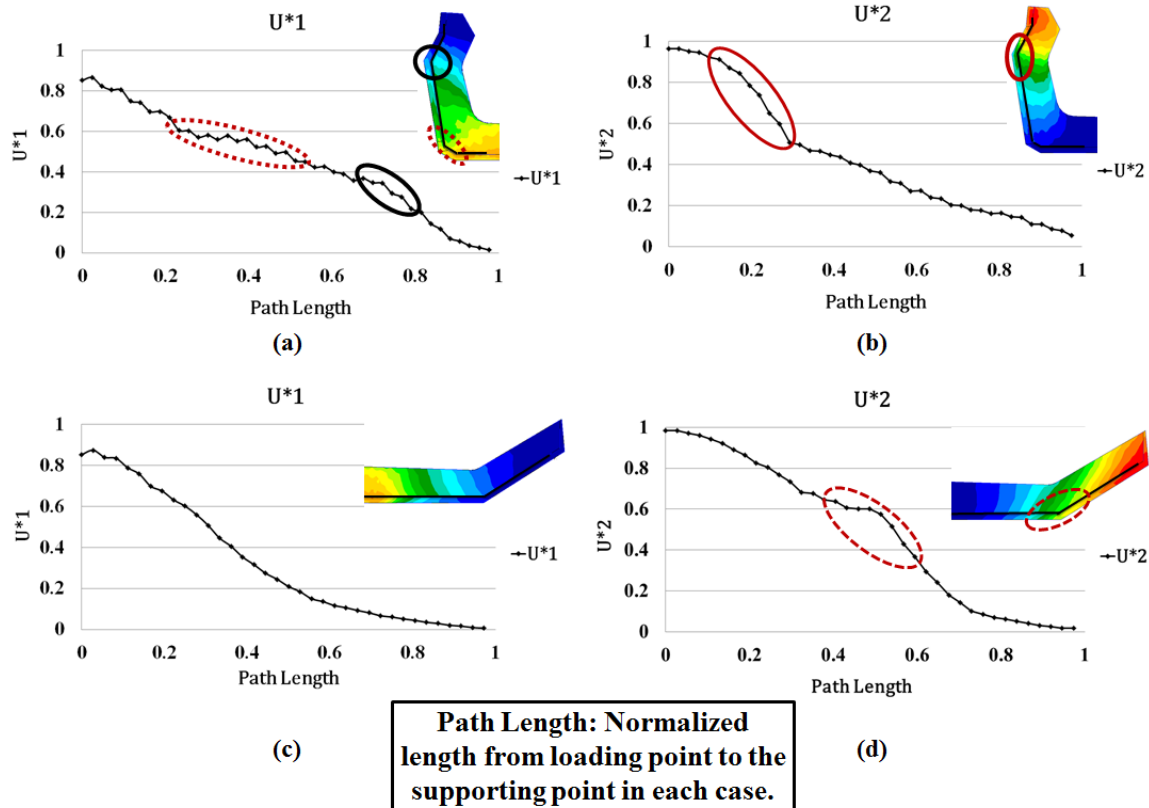 U*1
1
0.8
0.6
0.4
0.2
0
U*1
0 0.2 0.4 0.6 0.8 1
Path Length
U*1
(a)
U*2
1
0.8
0.6
0.4
0.2
0
U*2
0 0.2 0.4 0.6 0.8 1
Path Length
U*2
(b)
U*1
1
0.8
0.6
0.4
0.2
0
U*1
0 0.2 0.4 0.6 0.8 1
Path Length
U*1
(c)
U*2
1
0.8
0.6
0.4
0.2
0
U*2
0 0.2 0.4 0.6 0.8 1
Path Length
U*2
(d)
Path Length: Normalized
length from loading point to the
supporting point in each case.